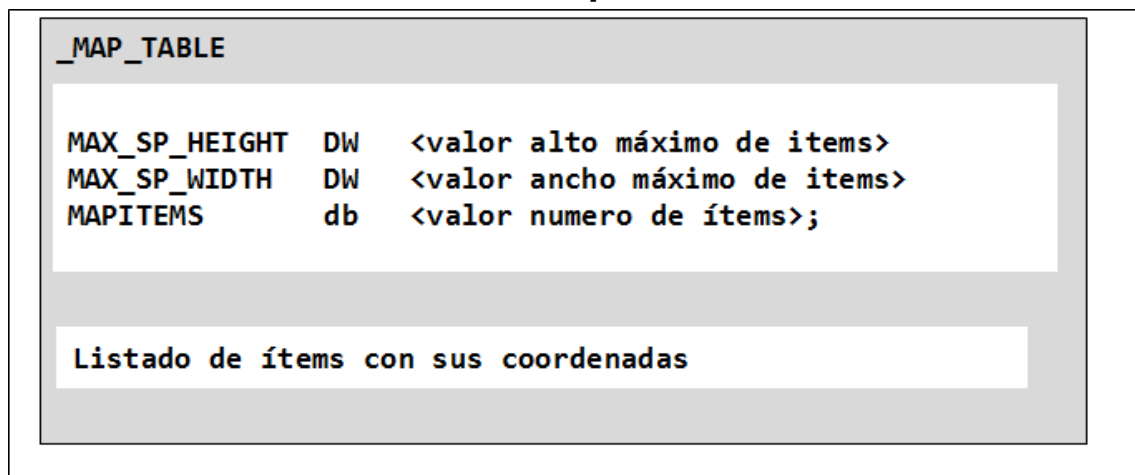 _MAP_TABLE
MAX_SP_HEIGHT DW <valor alto máximo de items>
MAX_SP_WIDTH DW <valor ancho máximo de items>
MAPITEMS db <valor numero de ítems>;
Listado de ítems con sus coordenadas